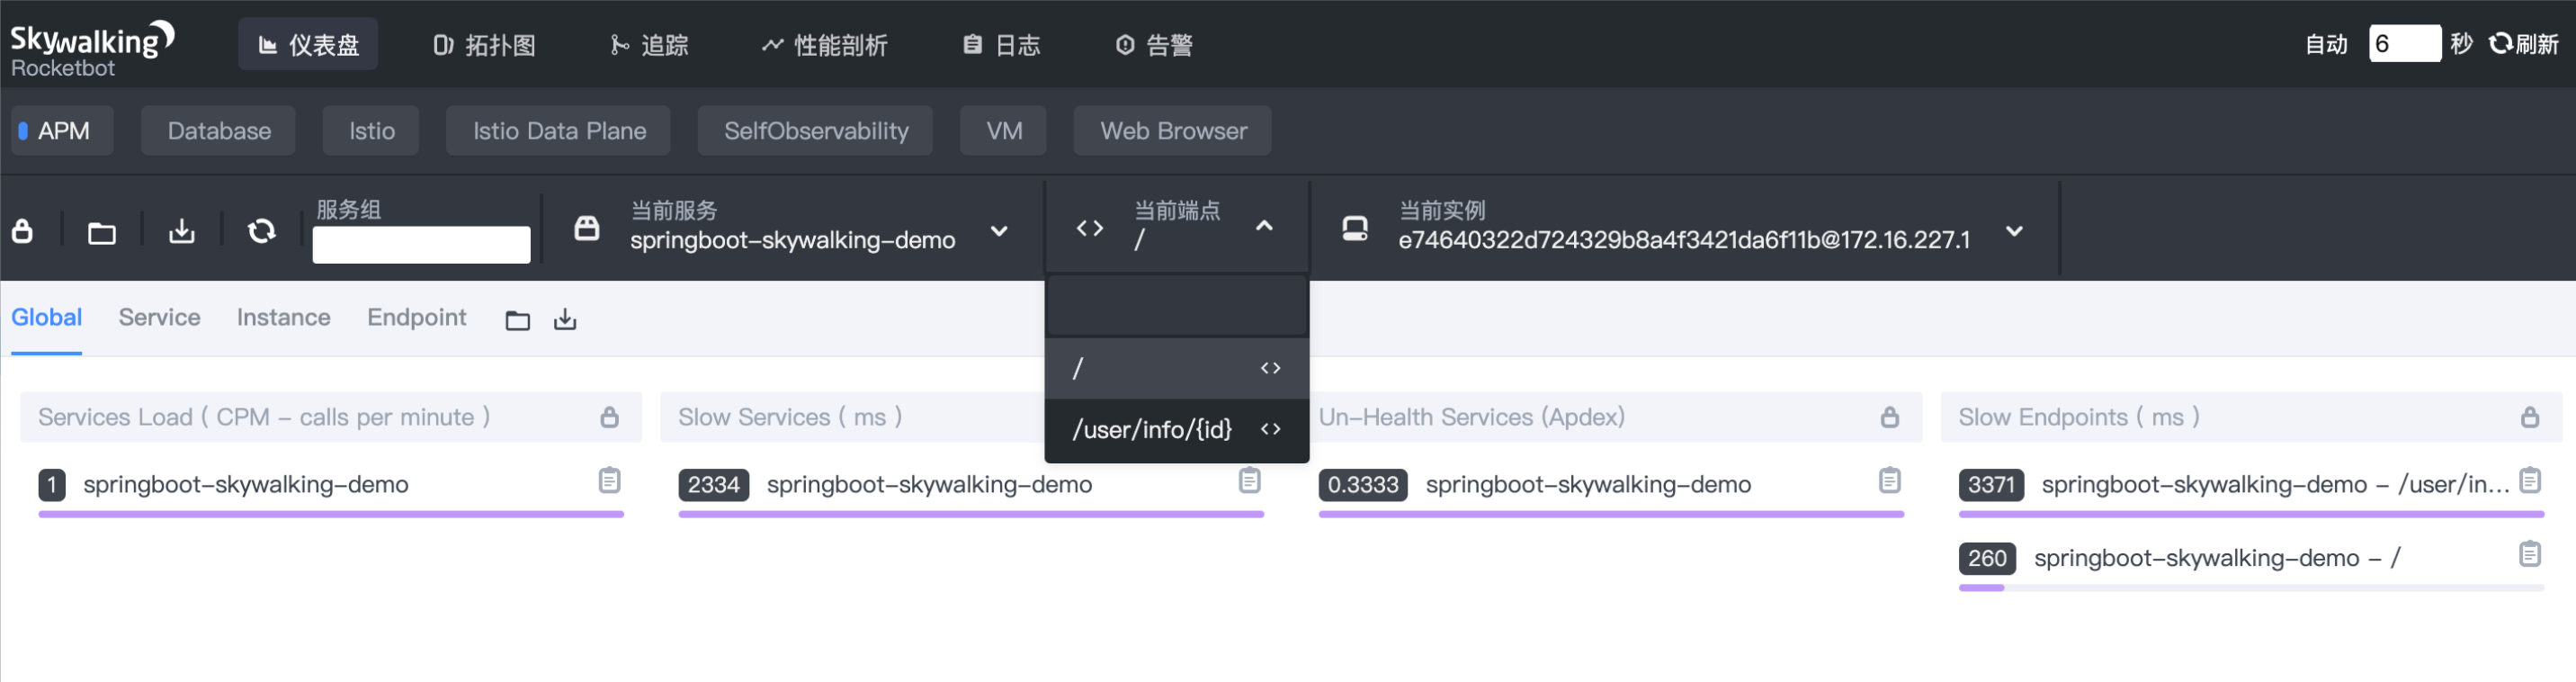 Skywalking
Rocketbot
仪表盘
拓扑图
追踪
性能剖析
日志
告警
自动 6 秒 刷新
APM
Database
Istio
Istio Data Plane
SelfObservability
VM
Web Browser
服务组
当前服务
springboot-skywalking-demo
当前端点
/
当前实例
e74640322d724329b8a4f3421da6f11b@172.16.227.1
/
/user/info/{id}
Global
Service
Instance
Endpoint
Services Load ( CPM - calls per minute )
1 springboot-skywalking-demo
Slow Services ( ms )
2334 springboot-skywalking-demo
Un-Health Services (Apdex)
0.3333 springboot-skywalking-demo
Slow Endpoints ( ms )
3371 springboot-skywalking-demo - /user/in...
260 springboot-skywalking-demo - /